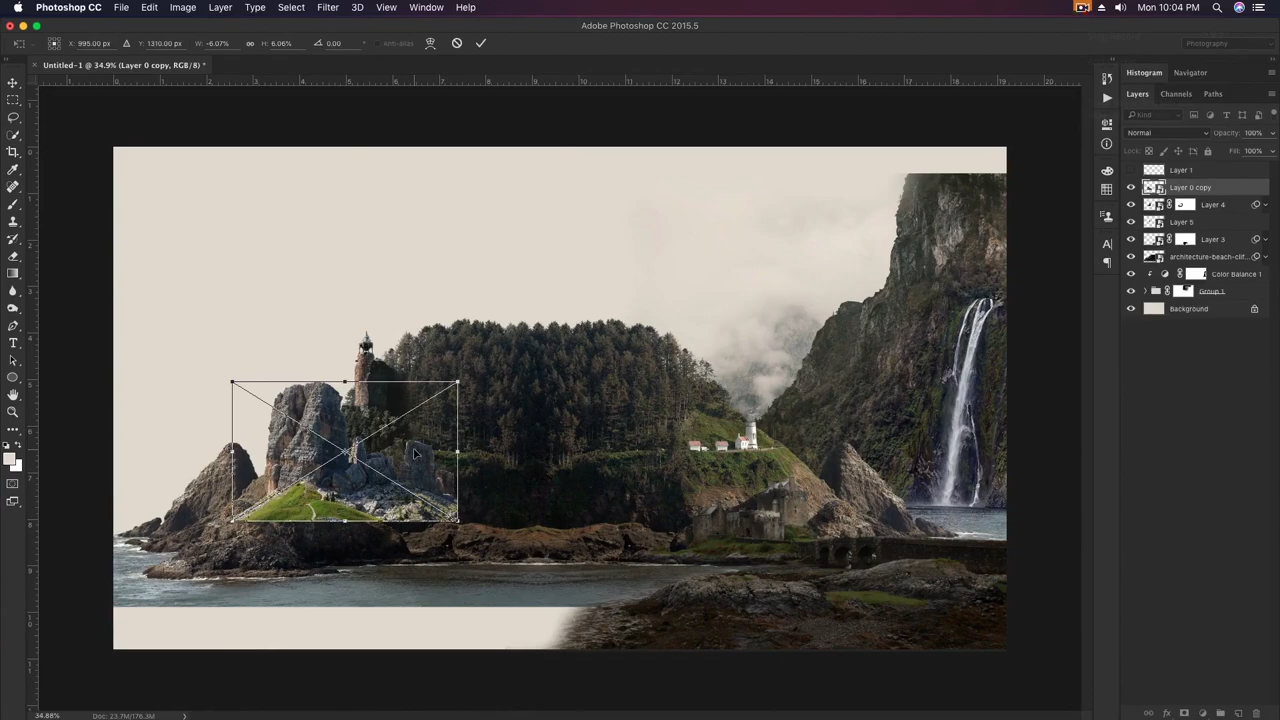 Photoshop CC File Edit Image Layer Type Select Filter 3D View Window Help Mon 10:04 PM
Adobe Photoshop CC 2015.5
X: 995.00 px Y: 1310.00 px W: -6.07% H: 6.06% 0.00 ° Anti-alias Photography
× Untitled-1 @ 34.9% (Layer 0 copy, RGB/8) *
Histogram Navigator
Layers Channels Paths
Kind
Normal Opacity: 100%
Lock: Fill: 100%
Layer 1
Layer 0 copy
Layer 4
Layer 5
Layer 3
architecture-beach-clif...
Color Balance 1
Group 1
Background
34.88% Doc: 23.7M/176.3M